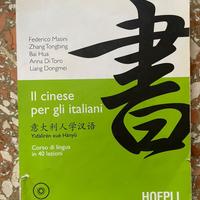 Federico Masini
Zhang Tongbing
Bai Hua
Anna Di Toro
Liang Dongmei
書
Il cinese
per gli italiani
意大利人学汉语
Yìdàlìrén xué Hànyǔ
Corso di lingua
in 40 lezioni
HOEPLI